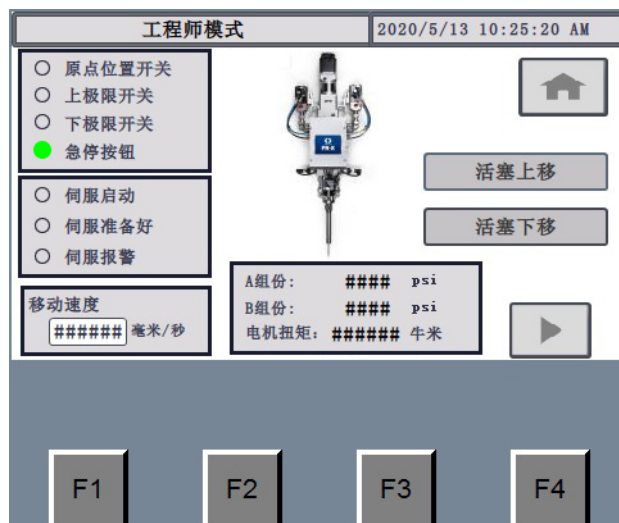 工程师模式
2020/5/13 10:25:20 AM
原点位置开关
上极限开关
下极限开关
急停按钮
伺服启动
伺服准备好
伺服报警
移动速度
###### 毫米/秒
PR-X
活塞上移
活塞下移
A组份: #### psi
B组份: #### psi
电机扭矩: ###### 牛米
F1
F2
F3
F4